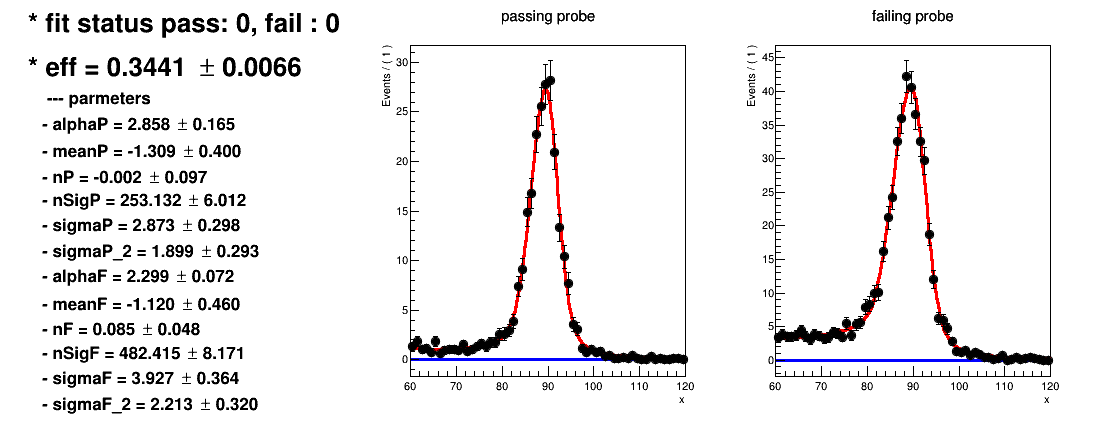 * fit status pass: 0, fail : 0
* eff = 0.3441 ± 0.0066
--- parmeters
- alphaP = 2.858 ± 0.165
- meanP = -1.309 ± 0.400
- nP = -0.002 ± 0.097
- nSigP = 253.132 ± 6.012
- sigmaP = 2.873 ± 0.298
- sigmaP_2 = 1.899 ± 0.293
- alphaF = 2.299 ± 0.072
- meanF = -1.120 ± 0.460
- nF = 0.085 ± 0.048
- nSigF = 482.415 ± 8.171
- sigmaF = 3.927 ± 0.364
- sigmaF_2 = 2.213 ± 0.320
passing probe
Events / ( 1 )
30
25
20
15
10
5
0
60 70 80 90 100 110 120
x
failing probe
Events / ( 1 )
45
40
35
30
25
20
15
10
5
0
60 70 80 90 100 110 120
x